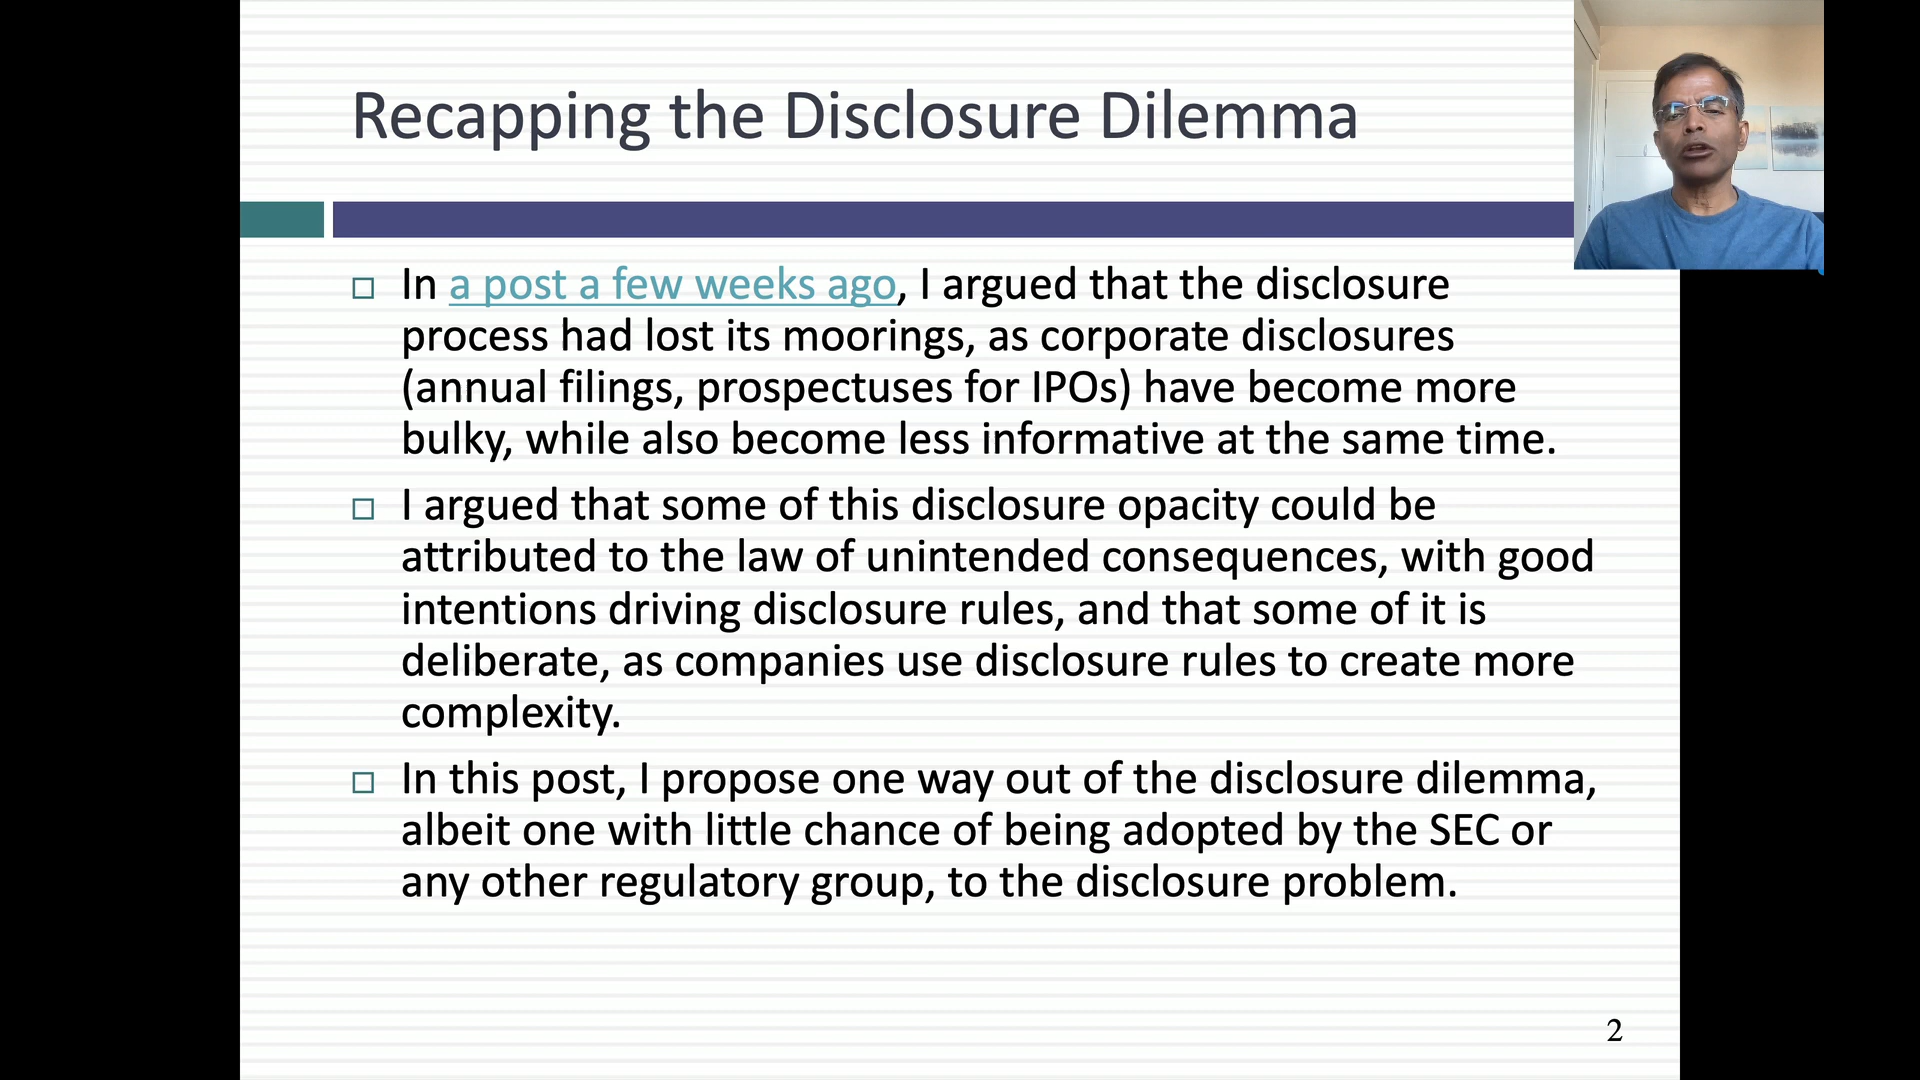 Recapping the Disclosure Dilemma
In a post a few weeks ago, I argued that the disclosure
process had lost its moorings, as corporate disclosures
(annual filings, prospectuses for IPOs) have become more
bulky, while also become less informative at the same time.
I argued that some of this disclosure opacity could be
attributed to the law of unintended consequences, with good
intentions driving disclosure rules, and that some of it is
deliberate, as companies use disclosure rules to create more
complexity.
In this post, I propose one way out of the disclosure dilemma,
albeit one with little chance of being adopted by the SEC or
any other regulatory group, to the disclosure problem.
2